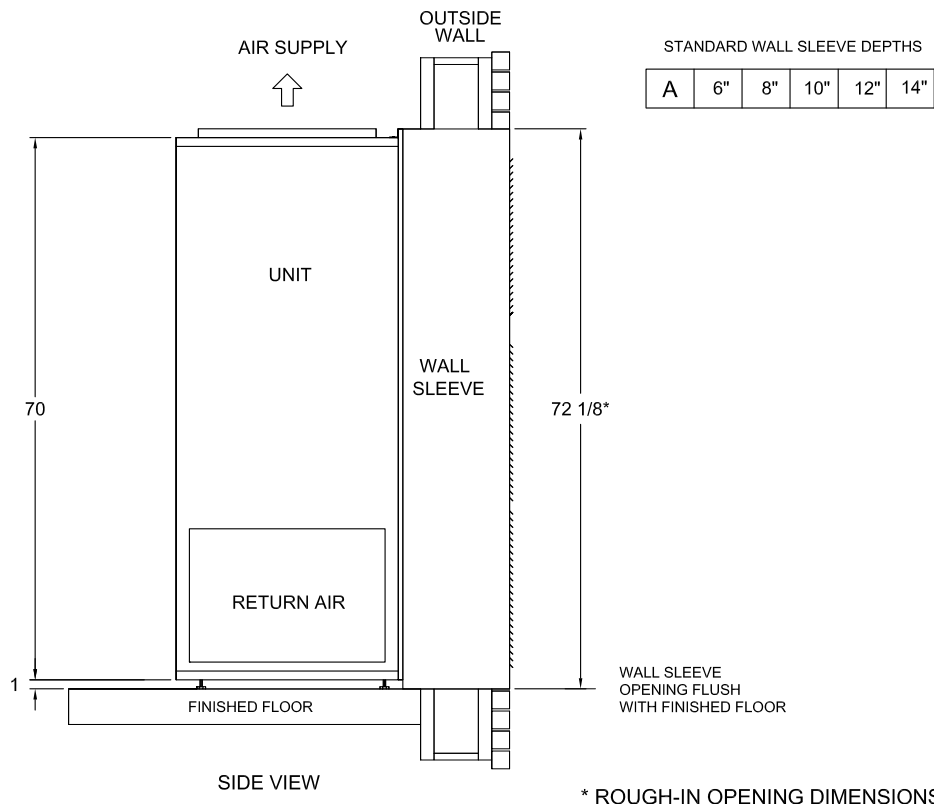 OUTSIDE
WALL
AIR SUPPLY
STANDARD WALL SLEEVE DEPTHS
A 6" 8" 10" 12" 14"
UNIT
WALL
SLEEVE
70
72 1/8*
RETURN AIR
1
WALL SLEEVE
OPENING FLUSH
WITH FINISHED FLOOR
FINISHED FLOOR
SIDE VIEW
* ROUGH-IN OPENING DIMENSIONS